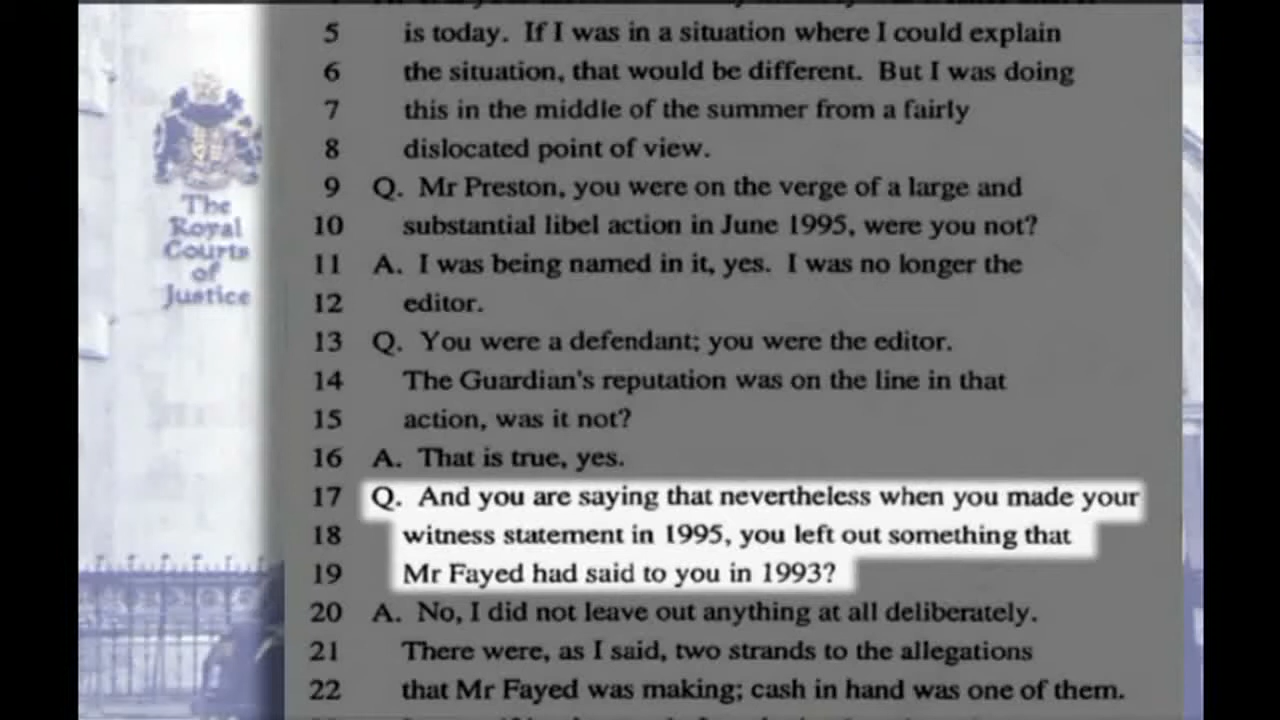 The
Royal
Courts
of
Justice
5 is today. If I was in a situation where I could explain
6 the situation, that would be different. But I was doing
7 this in the middle of the summer from a fairly
8 dislocated point of view.
9 Q. Mr Preston, you were on the verge of a large and
10 substantial libel action in June 1995, were you not?
11 A. I was being named in it, yes. I was no longer the
12 editor.
13 Q. You were a defendant; you were the editor.
14 The Guardian's reputation was on the line in that
15 action, was it not?
16 A. That is true, yes.
17 Q. And you are saying that nevertheless when you made your
18 witness statement in 1995, you left out something that
19 Mr Fayed had said to you in 1993?
20 A. No, I did not leave out anything at all deliberately.
21 There were, as I said, two strands to the allegations
22 that Mr Fayed was making; cash in hand was one of them.